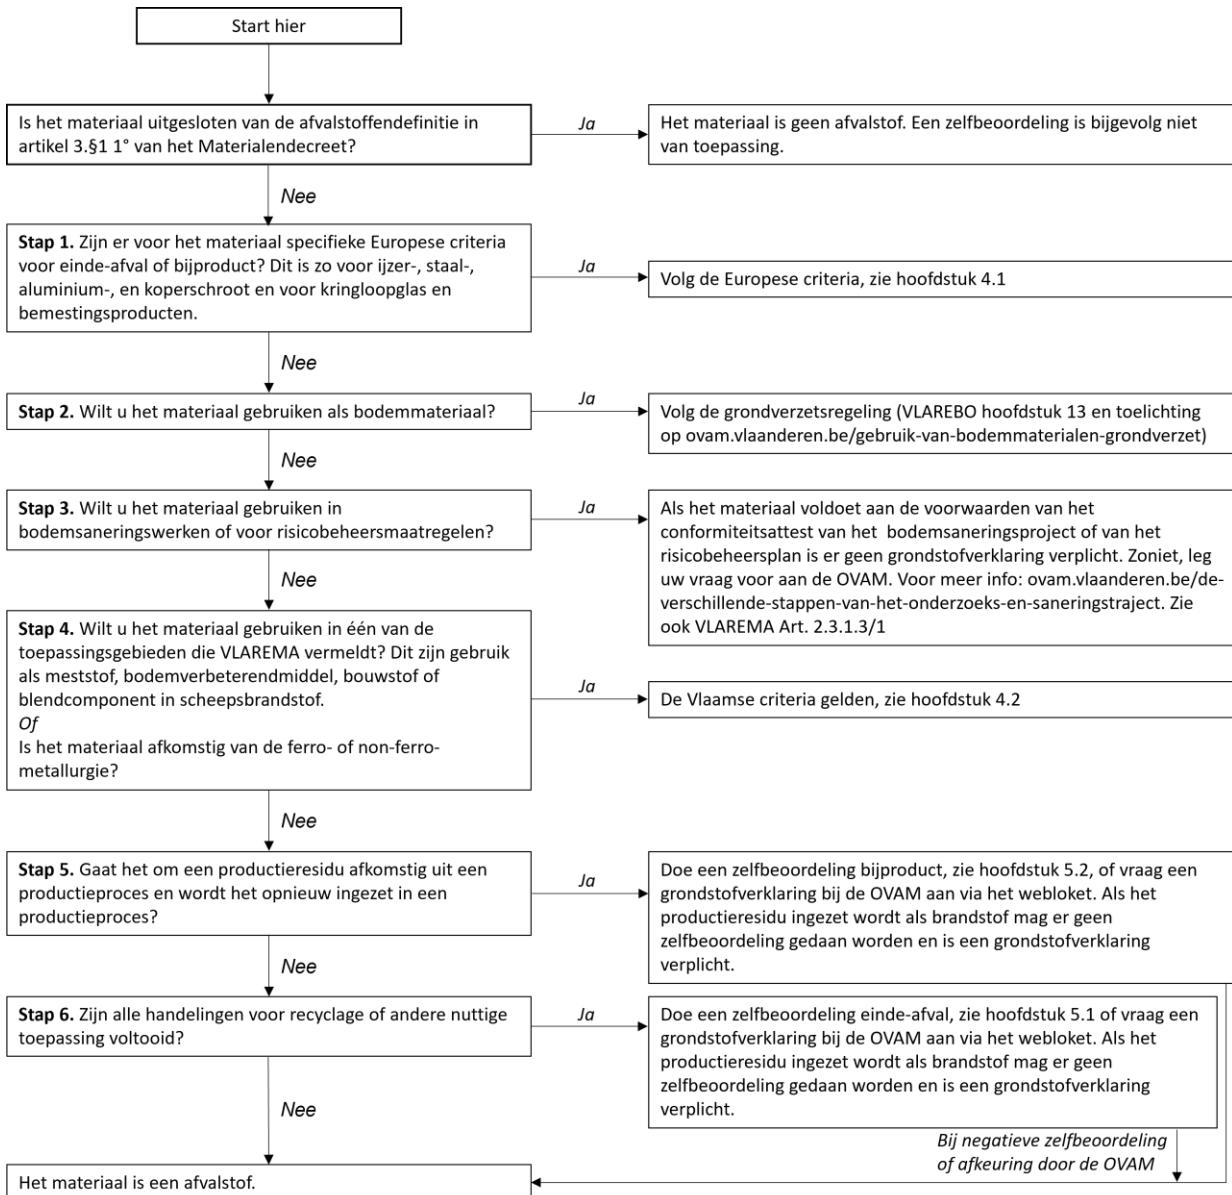 Start hier
Is het materiaal uitgesloten van de afvalstoffendefinitie in
artikel 3.§1 1° van het Materialendecreet?
Ja
Het materiaal is geen afvalstof. Een zelfbeoordeling is bijgevolg niet
van toepassing.
Nee
Stap 1. Zijn er voor het materiaal specifieke Europese criteria
voor einde-afval of bijproduct? Dit is zo voor ijzer-, staal-,
aluminium-, en koperschroot en voor kringloopglas en
bemestingsproducten.
Ja
Volg de Europese criteria, zie hoofdstuk 4.1
Nee
Stap 2. Wilt u het materiaal gebruiken als bodemmateriaal?
Ja
Volg de grondverzetsregeling (VLAREBO hoofdstuk 13 en toelichting
op ovam.vlaanderen.be/gebruik-van-bodemmaterialen-grondverzet)
Nee
Stap 3. Wilt u het materiaal gebruiken in
bodemsaneringswerken of voor risicobeheersmaatregelen?
Ja
Als het materiaal voldoet aan de voorwaarden van het
conformiteitsattest van het bodemsaneringsproject of van het
risicobeheersplan is er geen grondstofverklaring verplicht. Zoniet, leg
uw vraag voor aan de OVAM. Voor meer info: ovam.vlaanderen.be/de-
verschillende-stappen-van-het-onderzoeks-en-saneringstraject. Zie
ook VLAREMA Art. 2.3.1.3/1
Nee
Stap 4. Wilt u het materiaal gebruiken in één van de
toepassingsgebieden die VLAREMA vermeldt? Dit zijn gebruik
als meststof, bodemverbeterendmiddel, bouwstof of
blendcomponent in scheepsbrandstof.
Of
Is het materiaal afkomstig van de ferro- of non-ferro-
metallurgie?
Ja
De Vlaamse criteria gelden, zie hoofdstuk 4.2
Nee
Stap 5. Gaat het om een productieresidu afkomstig uit een
productieproces en wordt het opnieuw ingezet in een
productieproces?
Ja
Doe een zelfbeoordeling bijproduct, zie hoofdstuk 5.2, of vraag een
grondstofverklaring bij de OVAM aan via het webloket. Als het
productieresidu ingezet wordt als brandstof mag er geen
zelfbeoordeling gedaan worden en is een grondstofverklaring
verplicht.
Nee
Stap 6. Zijn alle handelingen voor recyclage of andere nuttige
toepassing voltooid?
Ja
Doe een zelfbeoordeling einde-afval, zie hoofdstuk 5.1 of vraag een
grondstofverklaring bij de OVAM aan via het webloket. Als het
productieresidu ingezet wordt als brandstof mag er geen
zelfbeoordeling gedaan worden en is een grondstofverklaring
verplicht.
Nee
Bij negatieve zelfbeoordeling
of afkeuring door de OVAM
Het materiaal is een afvalstof.